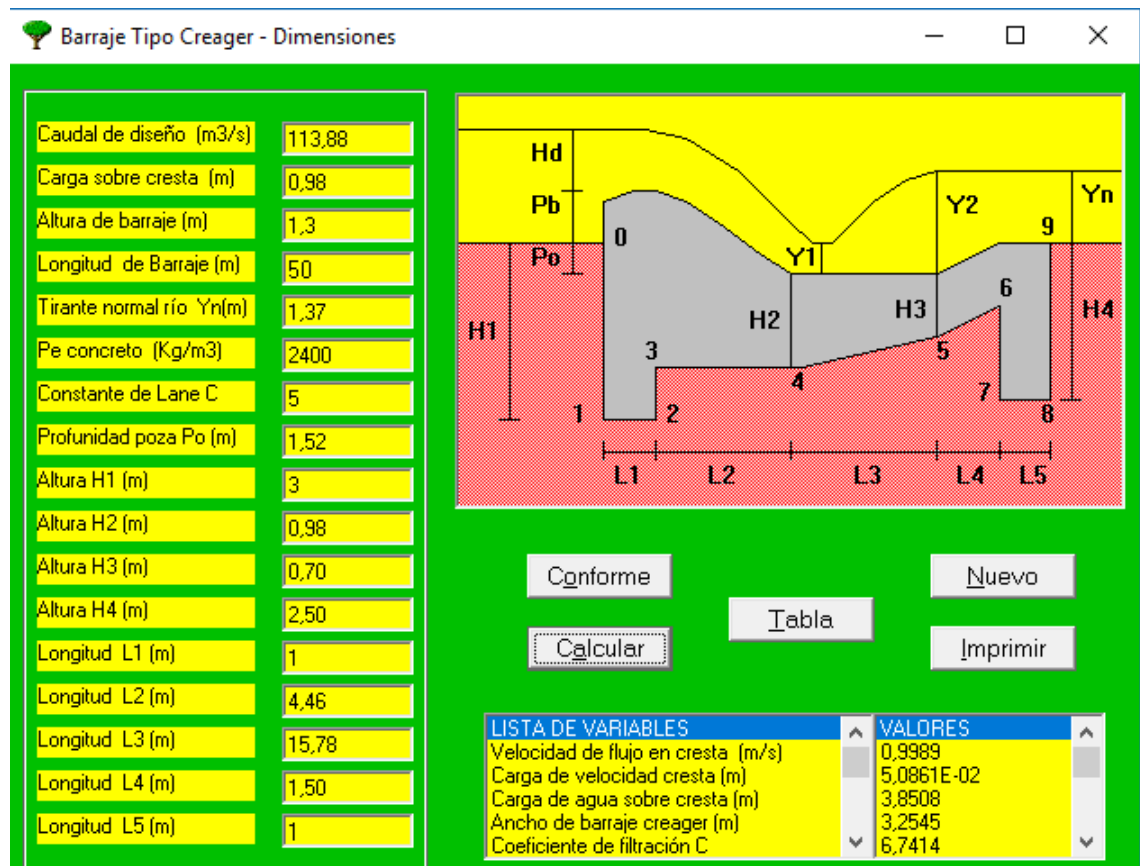 Barraje Tipo Creager - Dimensiones
Caudal de diseño (m3/s) 113,88
Carga sobre cresta (m) 0,98
Altura de barraje (m) 1,3
Longitud de Barraje (m) 50
Tirante normal río Yn(m) 1,37
Pe concreto (Kg/m3) 2400
Constante de Lane C 5
Profunidad poza Po (m) 1,52
Altura H1 (m) 3
Altura H2 (m) 0,98
Altura H3 (m) 0,70
Altura H4 (m) 2,50
Longitud L1 (m) 1
Longitud L2 (m) 4,46
Longitud L3 (m) 15,78
Longitud L4 (m) 1,50
Longitud L5 (m) 1
Hd
Pb Y2 Yn
0 9
Po Y1
6
H1 H2 H3 H4
3 5
4
7
1 2 8
L1 L2 L3 L4 L5
Conforme Nuevo
Tabla
Calcular Imprimir
LISTA DE VARIABLES VALORES
Velocidad de flujo en cresta (m/s) 0,9989
Carga de velocidad cresta (m) 5,0861E-02
Carga de agua sobre cresta (m) 3,8508
Ancho de barraje creager (m) 3,2545
Coeficiente de filtración C 6,7414